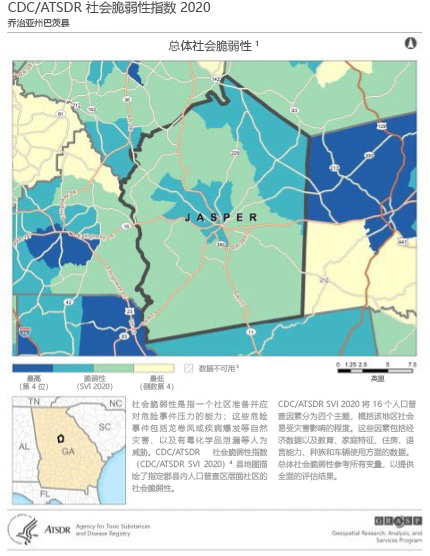 CDC/ATSDR 社会脆弱性指数 2020
乔治亚州巴茨县
总体社会脆弱性 ¹
JASPER
最高
(第 4 位)
脆弱性
(SVI 2020)
最低
(倒数第 4)
数据不可用
0 1.25 2.5 5 7.5
英里
社会脆弱性是指一个社区准备并应
对危险事件压力的能力；这些危险
事件包括龙卷风或疾病爆发等自然
灾害，以及有毒化学品泄漏等人为
威胁。CDC/ATSDR 社会脆弱性指数
（CDC/ATSDR SVI 2020）⁴ 县地图描
绘了指定郡县内人口普查区层面社区的
社会脆弱性。
CDC/ATSDR SVI 2020 将 16 个人口普
查因素分为四个主题，概括该地区社会
易受灾害影响的程度。这些因素包括经
济数据以及教育、家庭特征、住房、语
言能力、种族和车辆使用方面的数据。
总体社会脆弱性参考所有变量，以提供
全面的评估结果。
TN
NC
SC
AL
GA
FL
ATSDR
Agency for Toxic Substances
and Disease Registry
GRASP
Geospatial Research, Analysis, and
Services Program